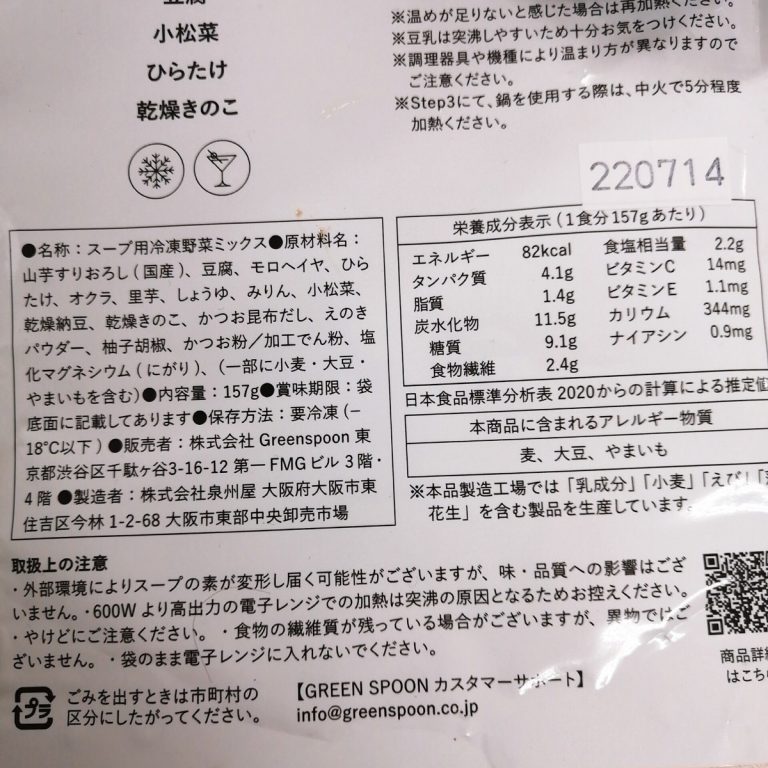 豆腐
小松菜
ひらたけ
乾燥きのこ
※温めが足りないと感じた場合は再加熱ください。
※豆乳は突沸しやすいため十分お気をつけください。
※調理器具や機種により温まり方が異なりますので
ご注意ください。
※Step3にて、鍋を使用する際は、中火で5分程度
加熱ください。
220714
●名称：スープ用冷凍野菜ミックス●原材料名：
山芋すりおろし(国産)、豆腐、モロヘイヤ、ひら
たけ、オクラ、里芋、しょうゆ、みりん、小松菜、
乾燥納豆、乾燥きのこ、かつお昆布だし、えのき
パウダー、柚子胡椒、かつお粉／加工でん粉、塩
化マグネシウム(にがり)、(一部に小麦・大豆・
やまいもを含む)●内容量：157g●賞味期限：袋
底面に記載してあります●保存方法：要冷凍(−
18℃以下)●販売者：株式会社 Greenspoon 東
京都渋谷区千駄ヶ谷3-16-12 第一 FMG ビル 3 階・
4 階 ●製造者：株式会社泉州屋 大阪府大阪市東
住吉区今林 1-2-68 大阪市東部中央卸売市場
栄養成分表示 (1食分157gあたり)
エネルギー 82kcal
タンパク質 4.1g
脂質 1.4g
炭水化物 11.5g
糖質 9.1g
食物繊維 2.4g
食塩相当量 2.2g
ビタミンC 14mg
ビタミンE 1.1mg
カリウム 344mg
ナイアシン 0.9mg
日本食品標準分析表 2020からの計算による推定値
本商品に含まれるアレルギー物質
麦、大豆、やまいも
※本品製造工場では「乳成分」「小麦」「えび」
花生」を含む製品を生産しています。
取扱上の注意
・外部環境によりスープの素が変形し届く可能性がございますが、味・品質への影響はござ
いません。・600W より高出力の電子レンジでの加熱は突沸の原因となるためお控えください。
・やけどにご注意ください。 ・食物の繊維質が残っている場合がございますが、異物ではご
ざいません。・袋のまま電子レンジに入れないでください。
商品詳細
はこち
プラ
ごみを出すときは市町村の
区分にしたがってください。
【GREEN SPOON カスタマーサポート】
info@greenspoon.co.jp